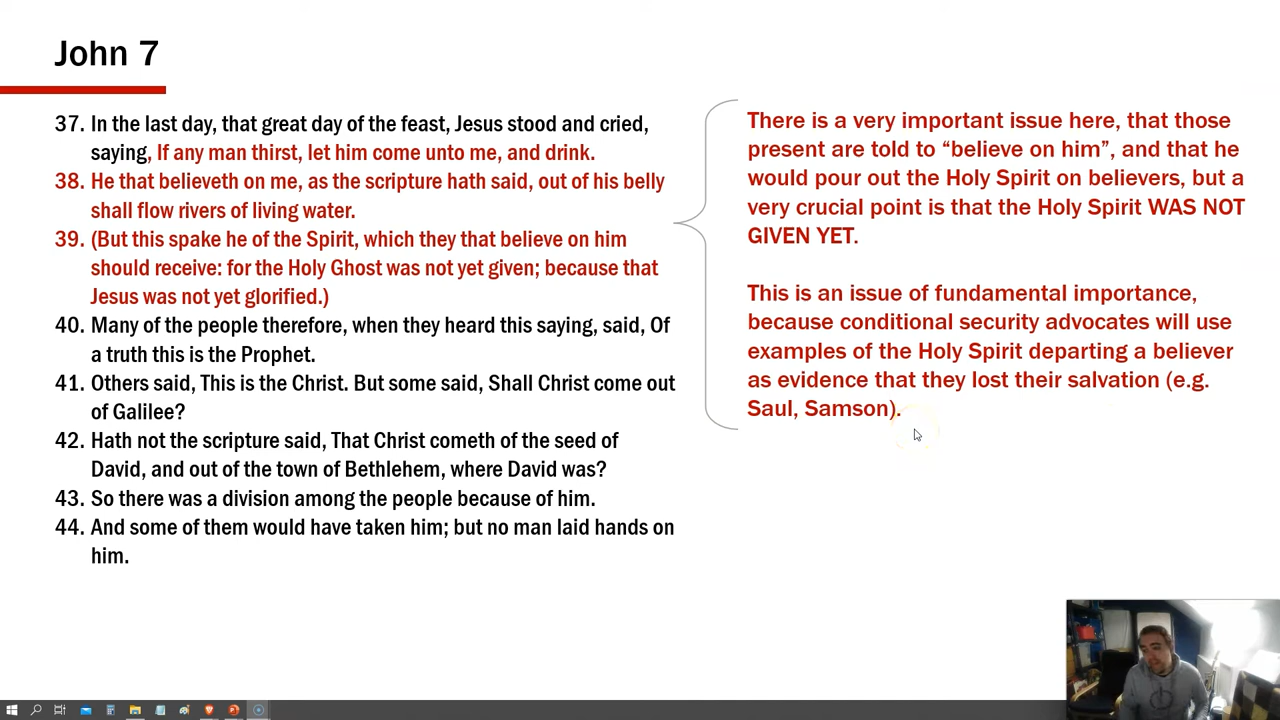 John 7
37. In the last day, that great day of the feast, Jesus stood and cried,
saying, If any man thirst, let him come unto me, and drink.
38. He that believeth on me, as the scripture hath said, out of his belly
shall flow rivers of living water.
39. (But this spake he of the Spirit, which they that believe on him
should receive: for the Holy Ghost was not yet given; because that
Jesus was not yet glorified.)
40. Many of the people therefore, when they heard this saying, said, Of
a truth this is the Prophet.
41. Others said, This is the Christ. But some said, Shall Christ come out
of Galilee?
42. Hath not the scripture said, That Christ cometh of the seed of
David, and out of the town of Bethlehem, where David was?
43. So there was a division among the people because of him.
44. And some of them would have taken him; but no man laid hands on
him.
There is a very important issue here, that those
present are told to “believe on him”, and that he
would pour out the Holy Spirit on believers, but a
very crucial point is that the Holy Spirit WAS NOT
GIVEN YET.
This is an issue of fundamental importance,
because conditional security advocates will use
examples of the Holy Spirit departing a believer
as evidence that they lost their salvation (e.g.
Saul, Samson).